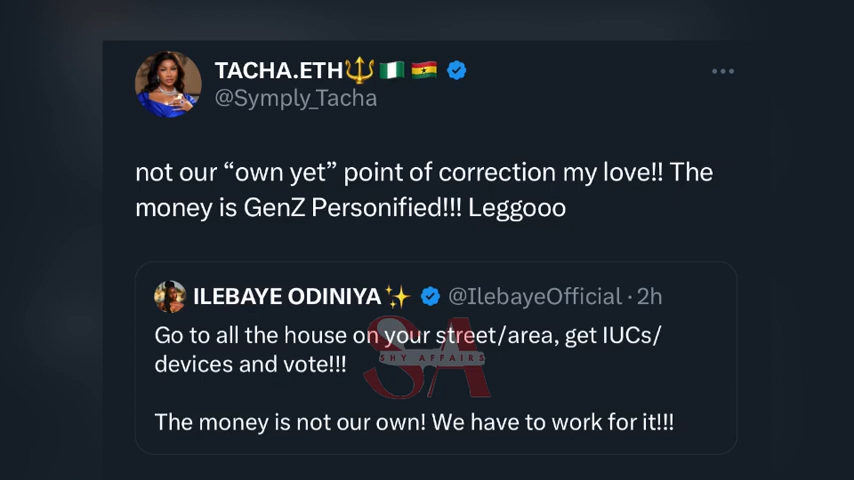 TACHA.ETH🔱🇳🇬🇬🇭
@Symply_Tacha
not our “own yet” point of correction my love!! The
money is GenZ Personified!!! Leggooo
ILEBAYE ODINIYA✨ @IlebayeOfficial · 2h
Go to all the house on your street/area, get IUCs/
devices and vote!!!
SA
SHY AFFAIRS
The money is not our own! We have to work for it!!!